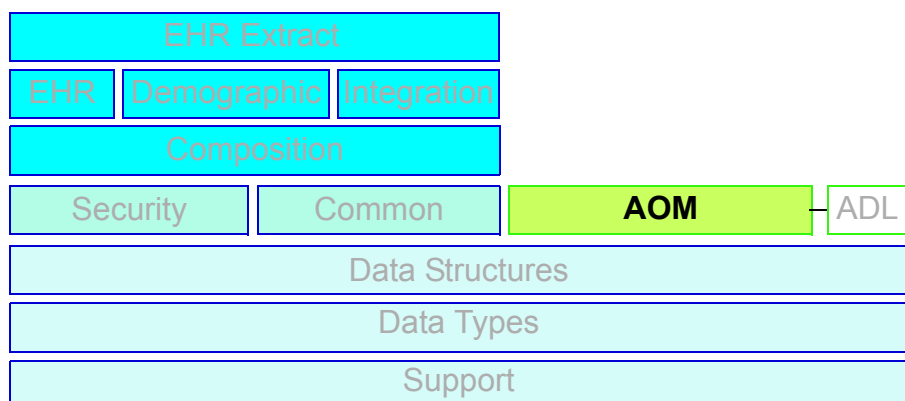 EHR Extract
EHR Demographic Integration
Composition
Security Common AOM ADL
Data Structures
Data Types
Support